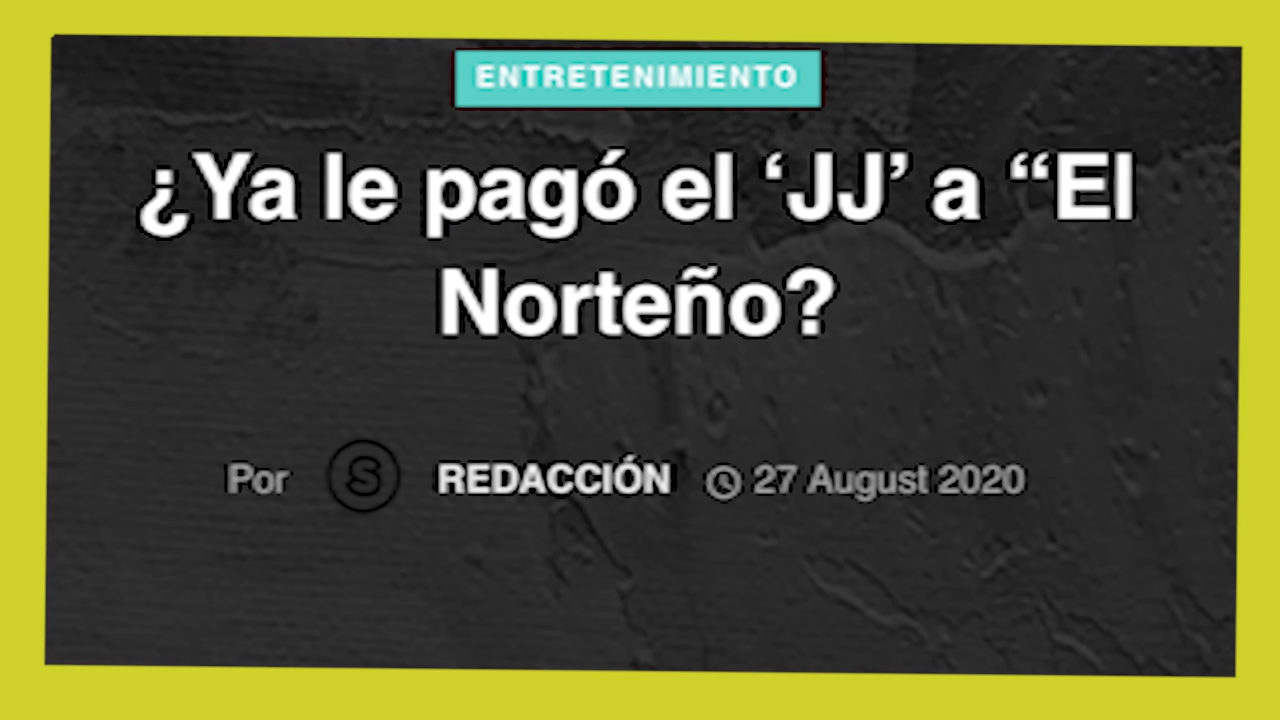 ENTRETENIMIENTO
¿Ya le pagó el ‘JJ’ a “El
Norteño?
Por S REDACCIÓN 27 August 2020